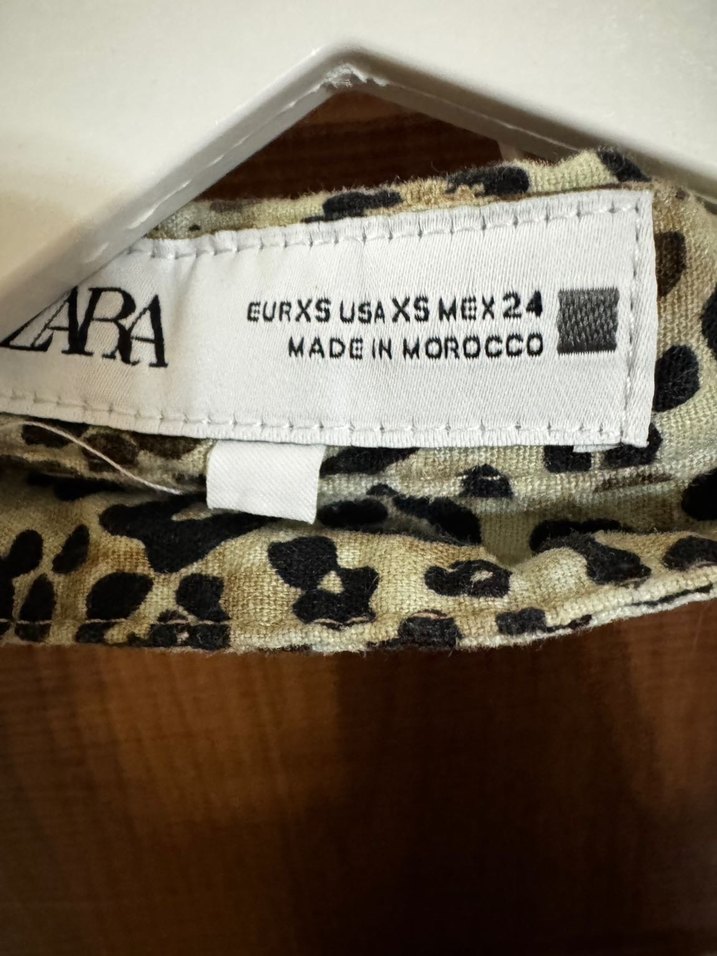 ZARA
EUR XS USA XS MEX 24
MADE IN MOROCCO